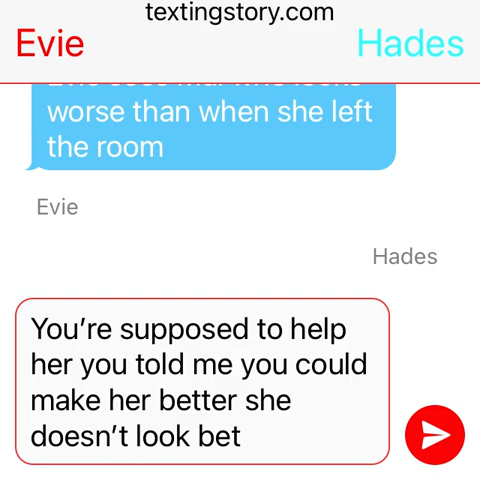 textingstory.com
Evie Hades
worse than when she left
the room
Evie
Hades
You’re supposed to help
her you told me you could
make her better she
doesn’t look bet